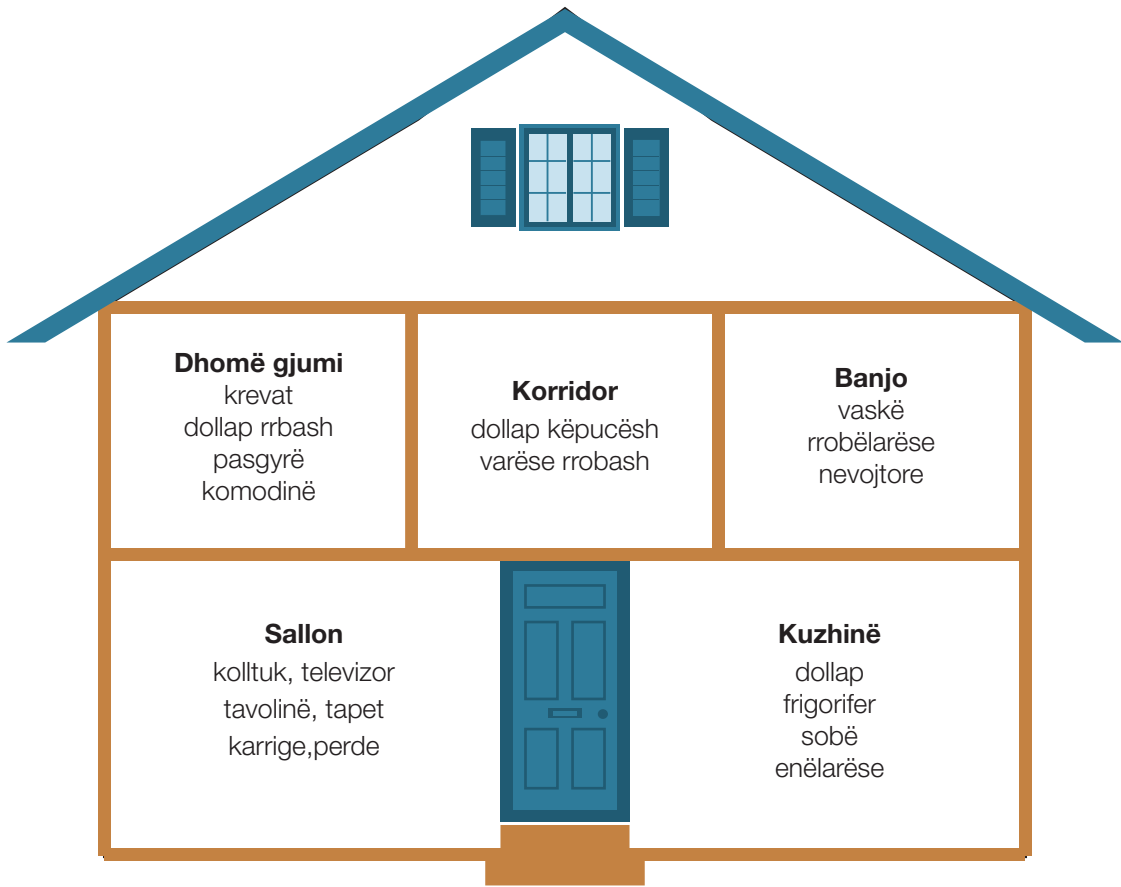 Dhomë gjumi
krevat
dollap rrbash
pasgyrë
komodinë
Korridor
dollap këpucësh
varëse rrobash
Banjo
vaskë
rrobëlarëse
nevojtore
Sallon
kolltuk, televizor
tavolinë, tapet
karrige,perde
Kuzhinë
dollap
frigorifer
sobë
enëlarëse